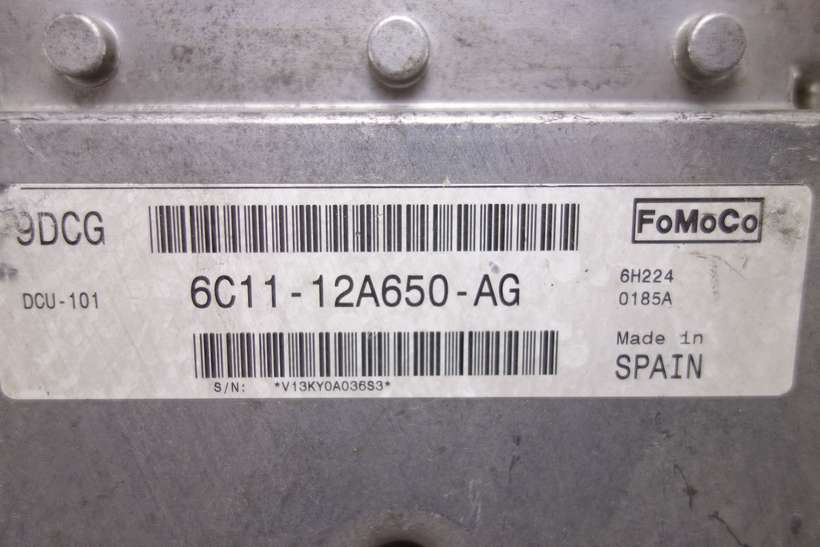 9DCG
FoMoCo
6C11-12A650-AG
DCU-101
6H224
0185A
Made in
SPAIN
S/N: *V13KY0A036S3*